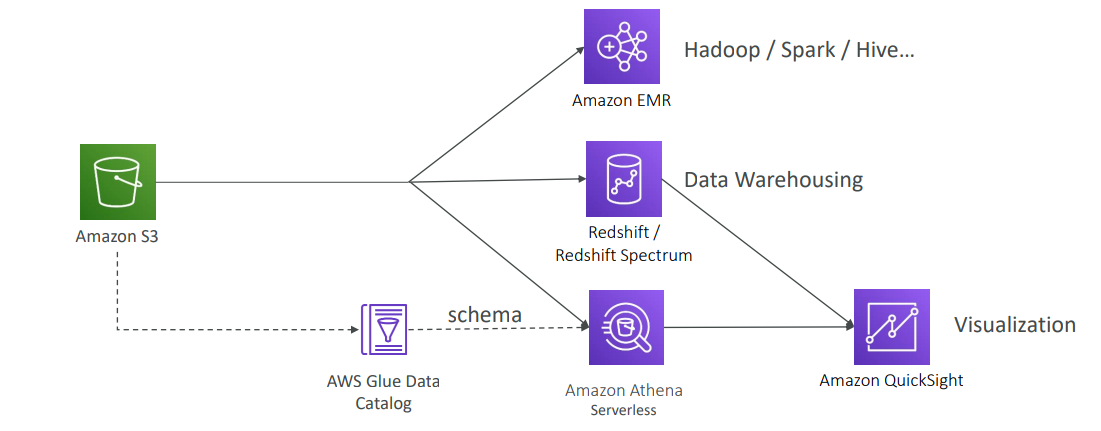 Hadoop / Spark / Hive…
Amazon EMR
Data Warehousing
Amazon S3
Redshift /
Redshift Spectrum
schema
Visualization
AWS Glue Data
Catalog
Amazon Athena
Serverless
Amazon QuickSight